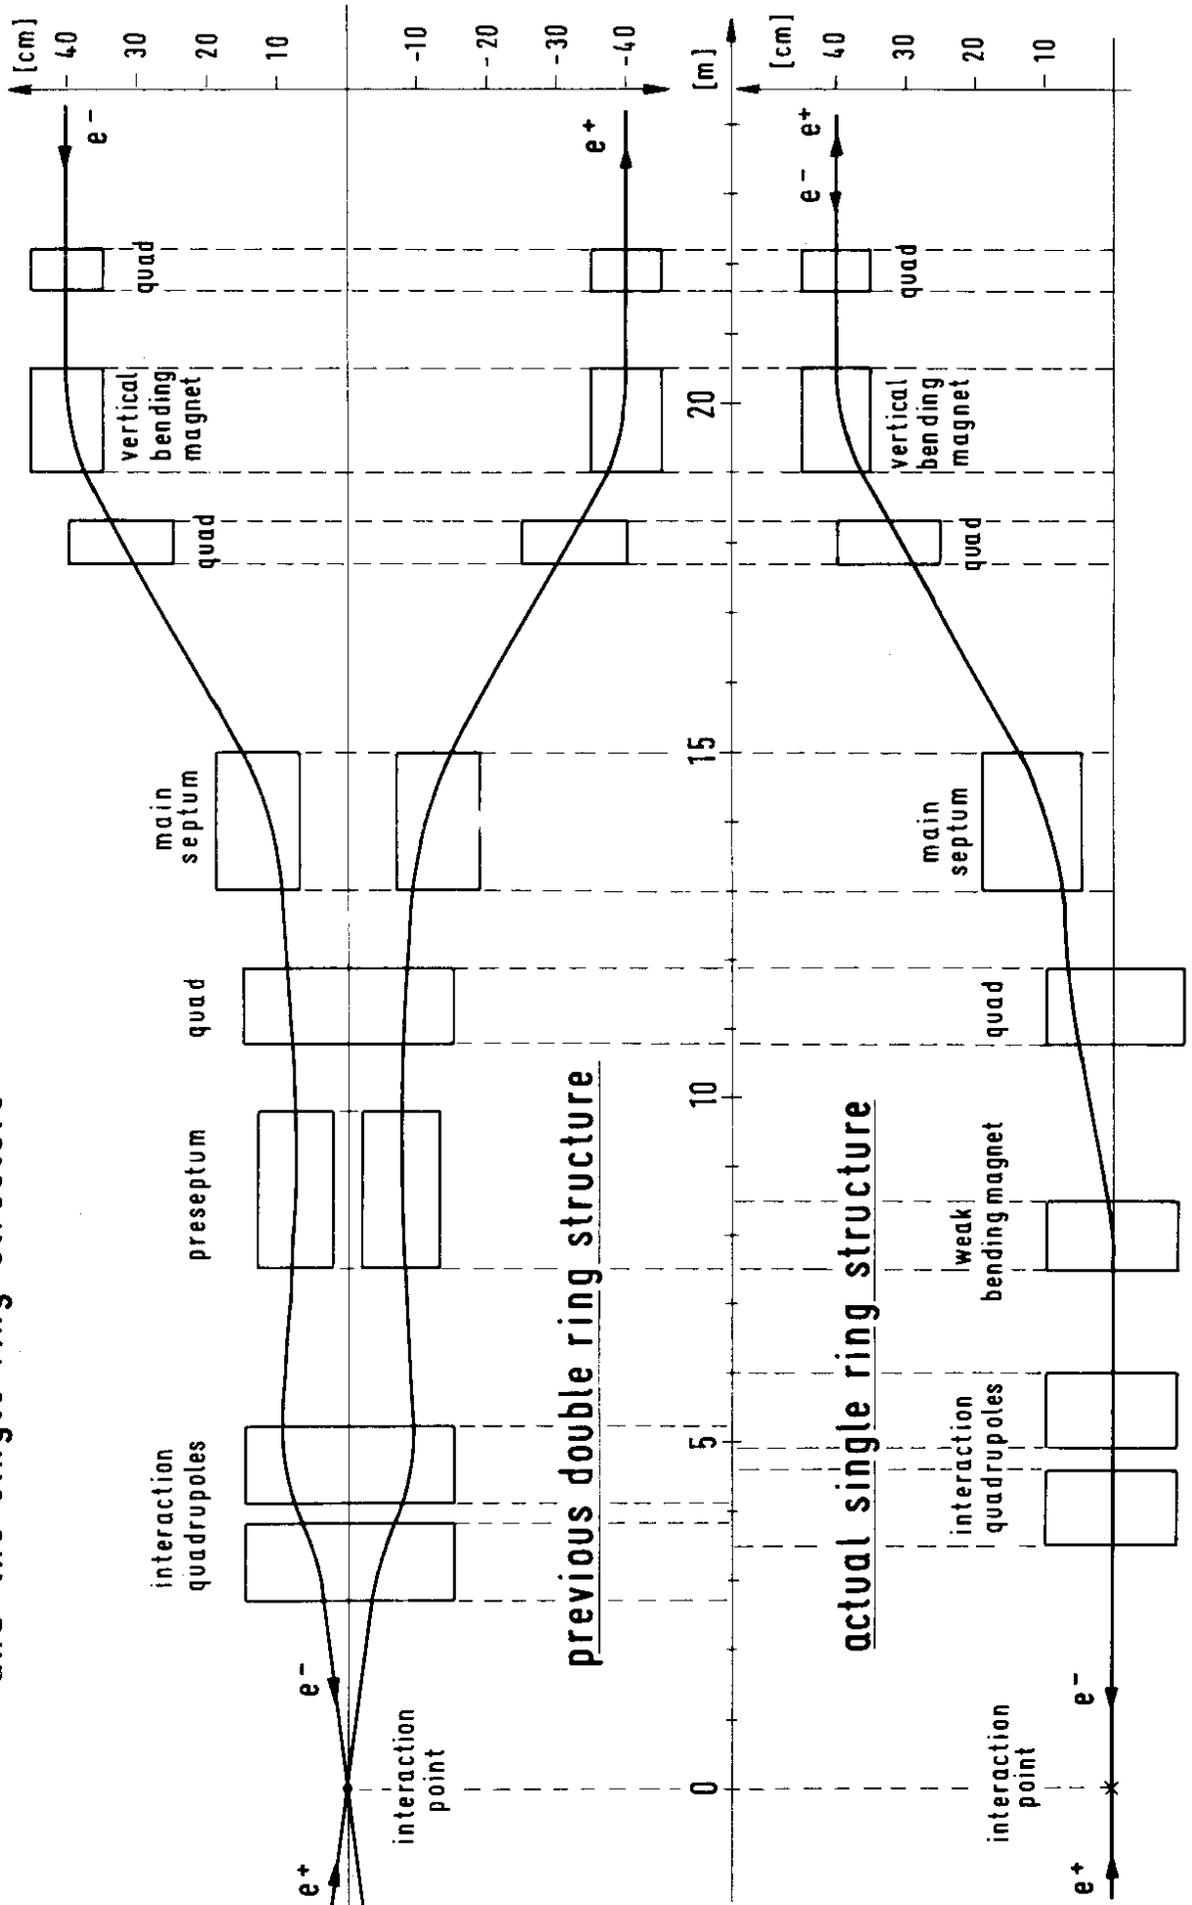 interaction
quadrupoles
preseptum
quad
main
septum
quad
vertical
bending
magnet
quad
e⁻
[cm]
40
30
20
10
-10
-20
-30
-40
e⁺
e⁻
interaction
point
e⁺
previous double ring structure
0
5
10
15
20
[m]
actual single ring structure
interaction
quadrupoles
weak
bending magnet
quad
main
septum
quad
vertical
bending
magnet
quad
e⁻
e⁺
[cm]
40
30
20
10
interaction
point
e⁺
e⁻